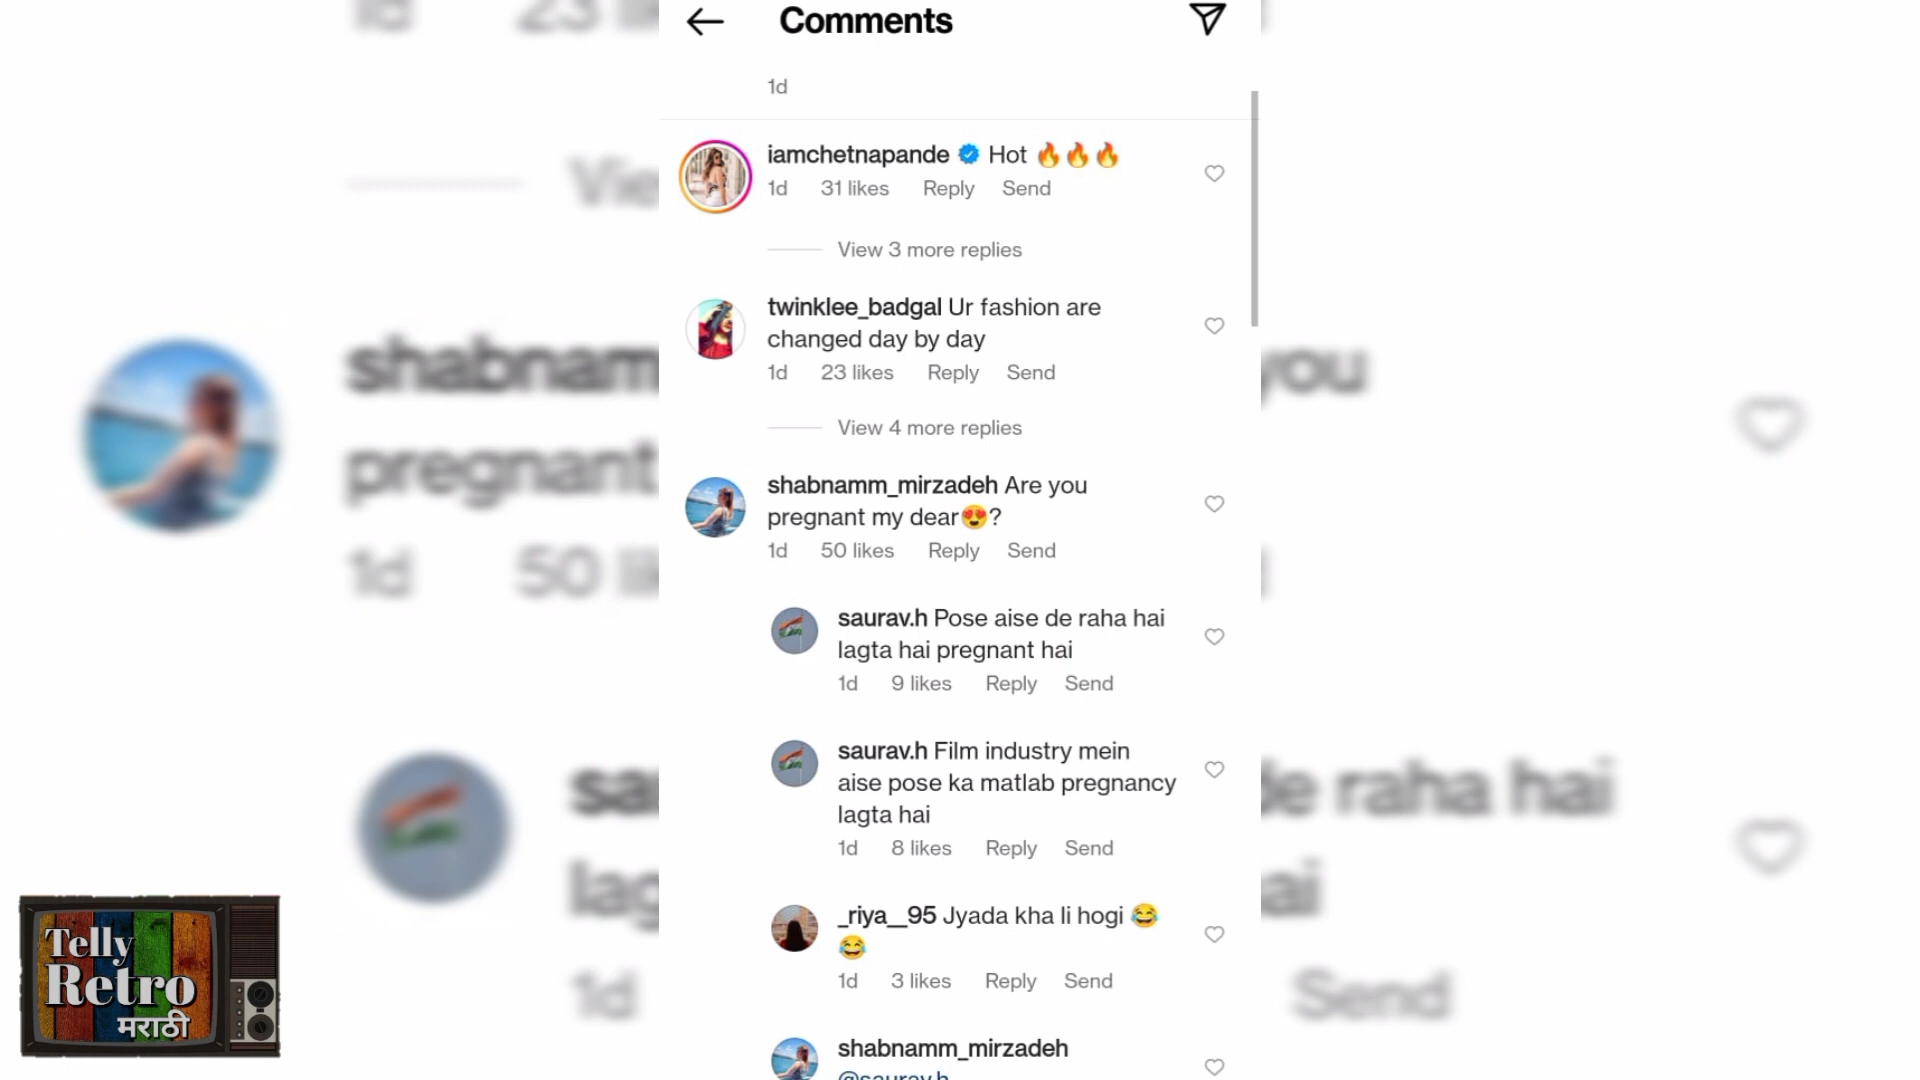 Comments
1d
iamchetnapande Hot 🔥🔥🔥
1d 31 likes Reply Send
View 3 more replies
twinklee_badgal Ur fashion are
changed day by day
1d 23 likes Reply Send
View 4 more replies
shabnamm_mirzadeh Are you
pregnant my dear😍?
1d 50 likes Reply Send
saurav.h Pose aise de raha hai
lagta hai pregnant hai
1d 9 likes Reply Send
saurav.h Film industry mein
aise pose ka matlab pregnancy
lagta hai
1d 8 likes Reply Send
_riya__95 Jyada kha li hogi 😂
😂
1d 3 likes Reply Send
shabnamm_mirzadeh
@saurav.h
Telly
Retro
मराठी